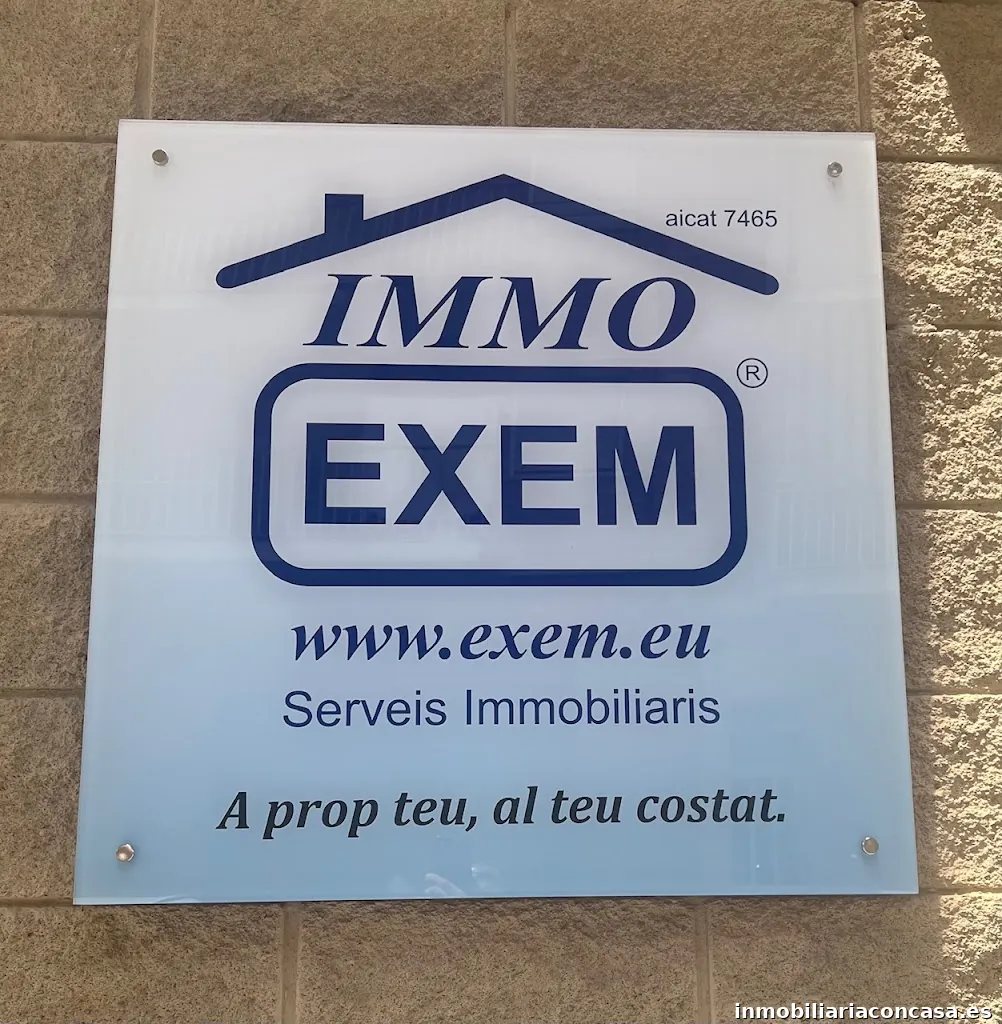 aicat 7465
IMMO
®
EXEM
www.exem.eu
Serveis Immobiliaris
A prop teu, al teu costat.
inmobiliariaconcasa.es